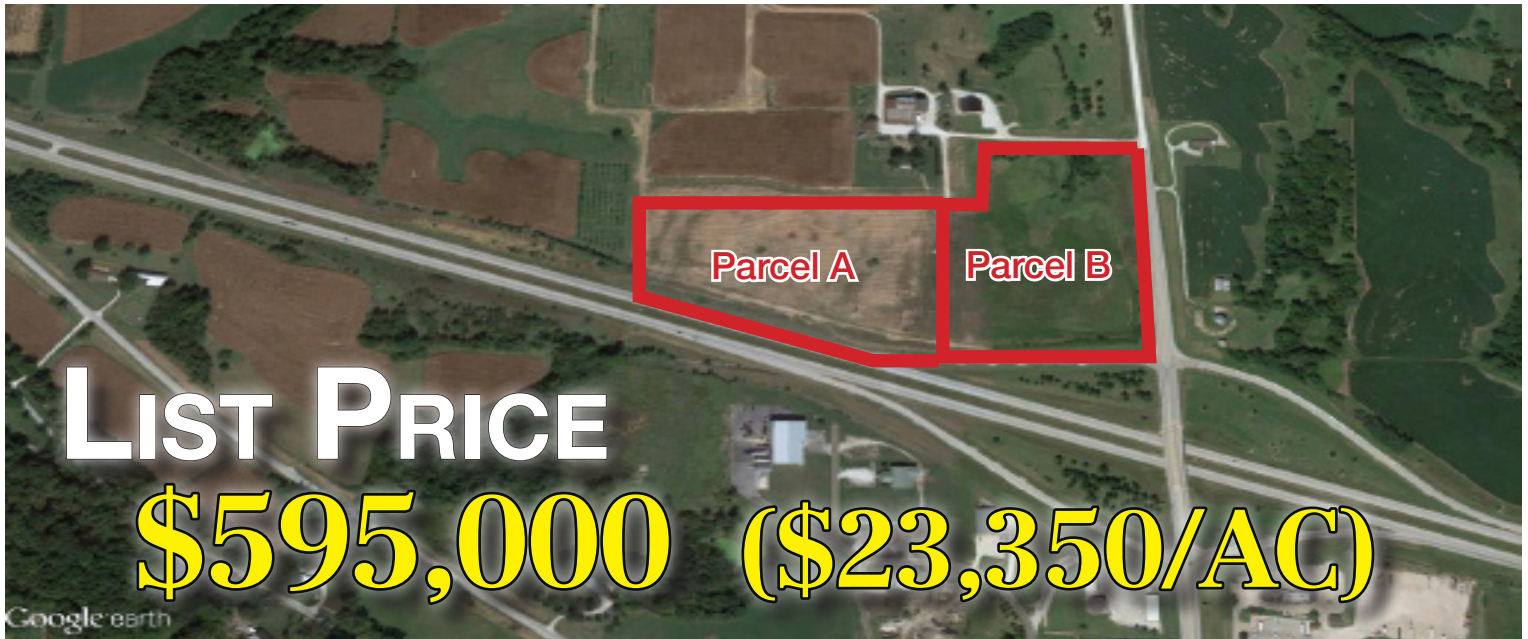 Parcel A
Parcel B
LIST PRICE
$595,000 ($23,350/AC)
Google earth